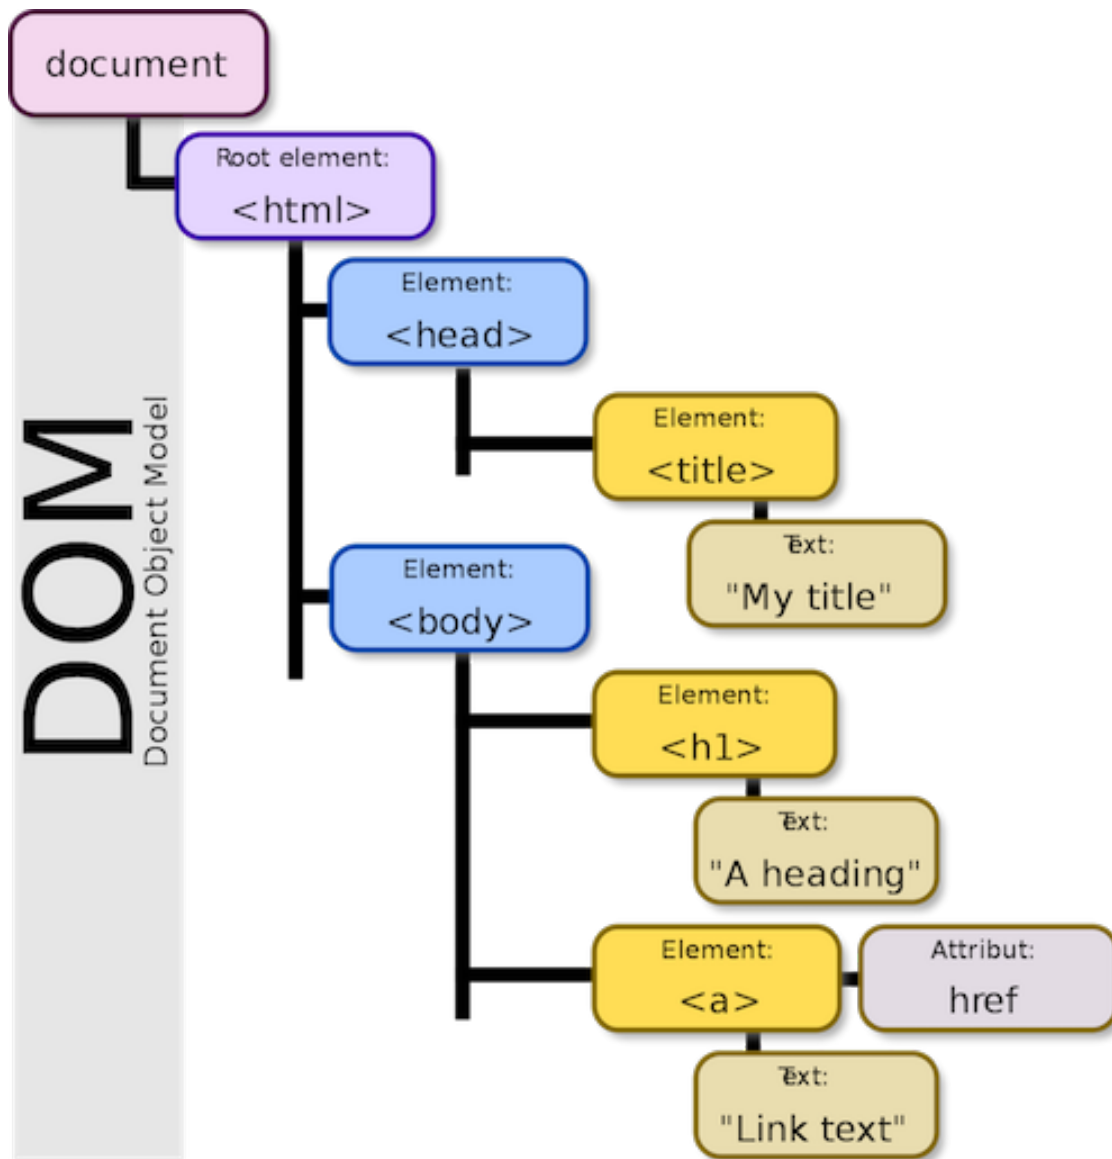 document
Root element:
<html>
Element:
<head>
Element:
<title>
Text:
"My title"
Element:
<body>
Element:
<h1>
Text:
"A heading"
Element:
<a>
Attribut:
href
Text:
"Link text"
DOM
Document Object Model